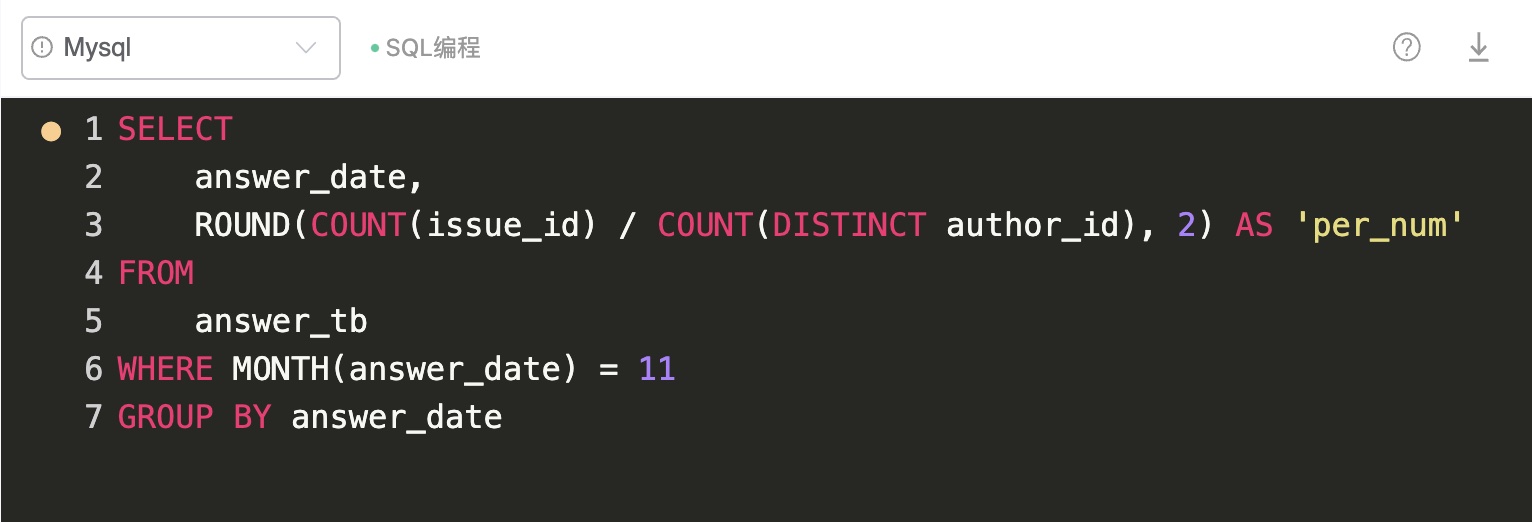 Mysql SQL编程
1 SELECT
2     answer_date,
3     ROUND(COUNT(issue_id) / COUNT(DISTINCT author_id), 2) AS 'per_num'
4 FROM
5     answer_tb
6 WHERE MONTH(answer_date) = 11
7 GROUP BY answer_date